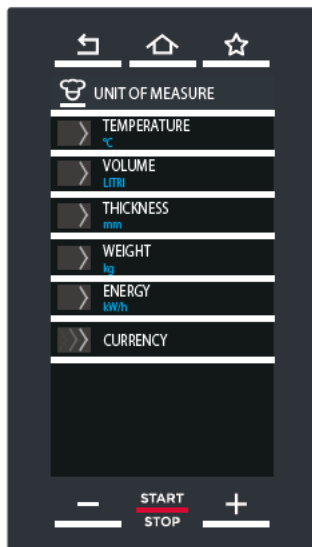 UNIT OF MEASURE
TEMPERATURE
°C
VOLUME
LITRI
THICKNESS
mm
WEIGHT
kg
ENERGY
kW/h
CURRENCY
START
STOP